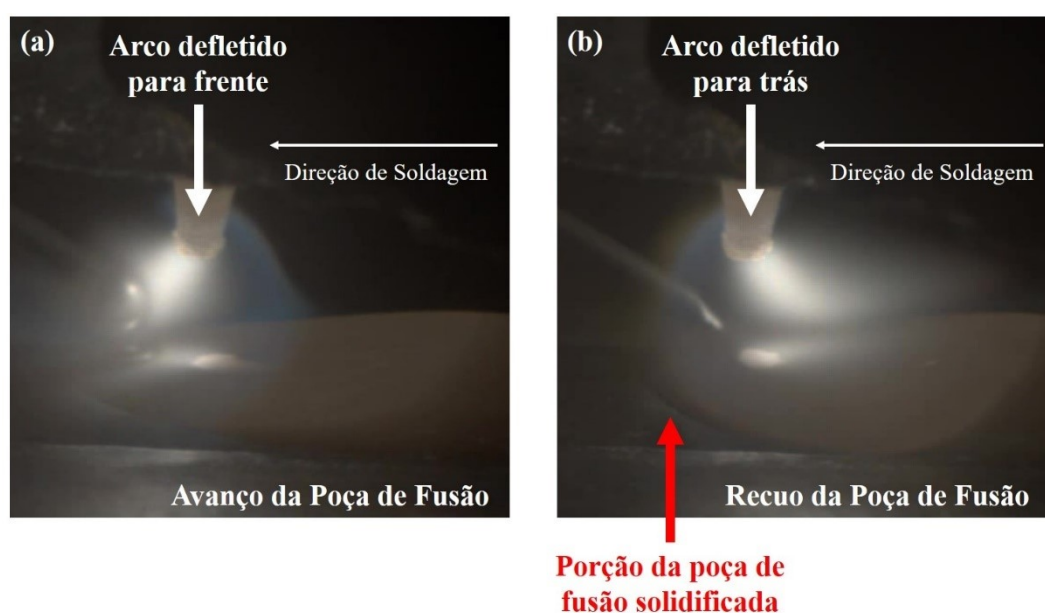 (a)
Arco defletido
para frente
Direção de Soldagem
Avanço da Poça de Fusão
(b)
Arco defletido
para trás
Direção de Soldagem
Recuo da Poça de Fusão
Porção da poça de
fusão solidificada